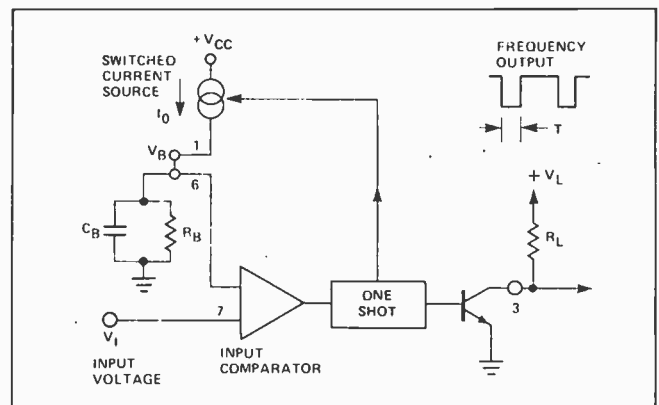 + VCC
SWITCHED
CURRENT
SOURCE
IO
VB
1
6
CB
RB
7
VI
INPUT
VOLTAGE
INPUT
COMPARATOR
ONE
SHOT
FREQUENCY
OUTPUT
T
+ VL
RL
3